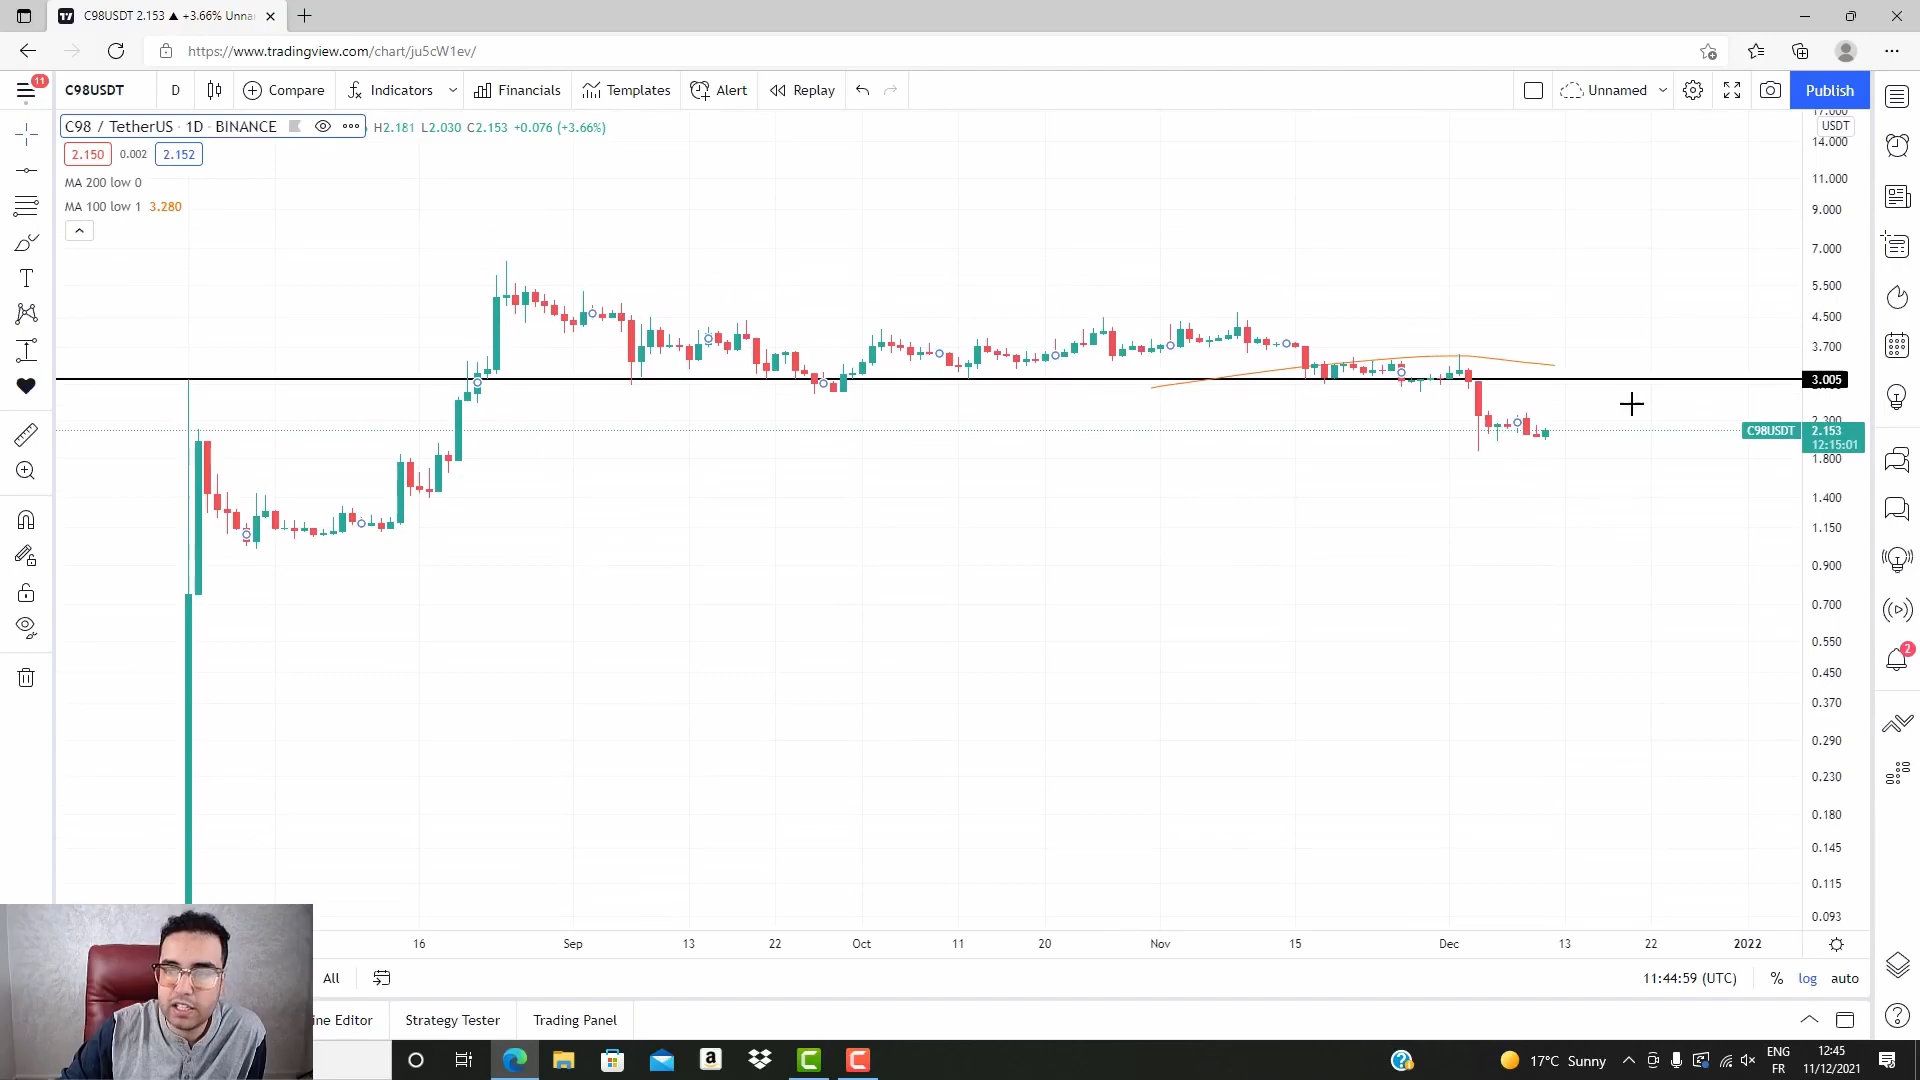 C98USDT 2.153 ▲ +3.66% Unna
https://www.tradingview.com/chart/ju5cW1ev/
11
C98USDT D Compare Indicators Financials Templates Alert Replay Unnamed Publish
C98 / TetherUS · 1D · BINANCE H2.181 L2.030 C2.153 +0.076 (+3.66%)
USDT
2.150 0.002 2.152
MA 200 low 0
MA 100 low 1 3.280
17.000
14.000
11.000
9.000
7.000
5.500
4.500
3.700
3.005
2.300
C98USDT 2.153
12:15:01
1.800
1.400
1.150
0.900
0.700
0.550
0.450
0.370
0.290
0.230
0.180
0.145
0.115
0.093
2
16 Sep 13 22 Oct 11 20 Nov 15 Dec 13 22 2022
All 11:44:59 (UTC) % log auto
ine Editor Strategy Tester Trading Panel
17°C Sunny ENG 12:45
FR 11/12/2021